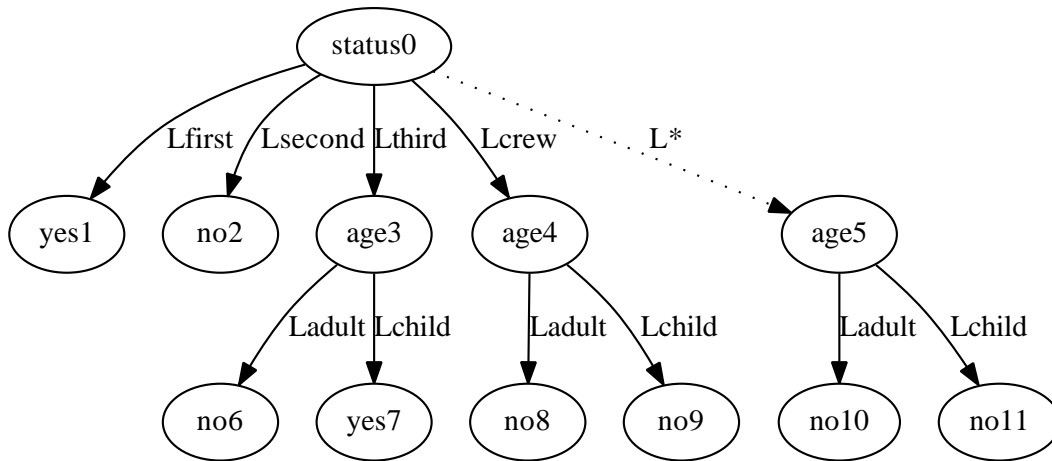 status0
Lfirst
Lsecond
Lthird
Lcrew
L*
yes1
no2
age3
age4
age5
Ladult
Lchild
Ladult
Lchild
Ladult
Lchild
no6
yes7
no8
no9
no10
no11